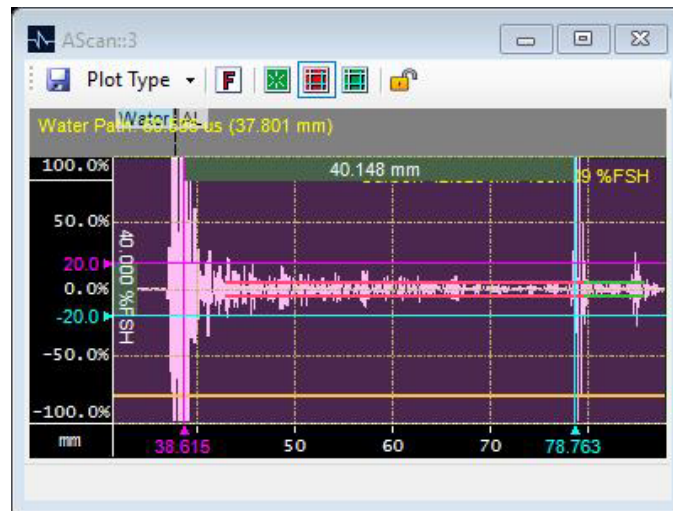 AScan::3
Plot Type
F
Water AL
Water Path (37.801 mm)
100.0%
40.148 mm
9 %FSH
50.0%
40.000 %FSH
20.0
0.0%
-20.0
-50.0%
-100.0%
mm 38.615 50 60 70 78.763